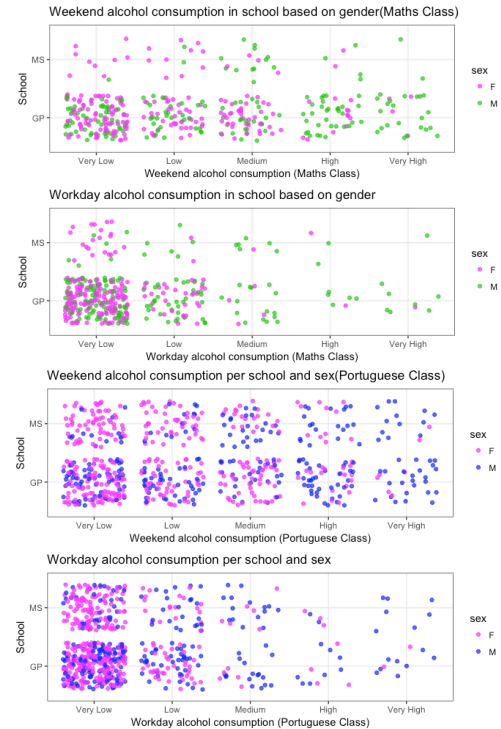 Weekend alcohol consumption in school based on gender(Maths Class)
School
MS
GP
Very Low Low Medium High Very High
Weekend alcohol consumption (Maths Class)
sex
F
M
Workday alcohol consumption in school based on gender
School
MS
GP
Very Low Low Medium High Very High
Workday alcohol consumption (Maths Class)
sex
F
M
Weekend alcohol consumption per school and sex(Portuguese Class)
School
MS
GP
Very Low Low Medium High Very High
Weekend alcohol consumption (Portuguese Class)
sex
F
M
Workday alcohol consumption per school and sex
School
MS
GP
Very Low Low Medium High Very High
Workday alcohol consumption (Portuguese Class)
sex
F
M